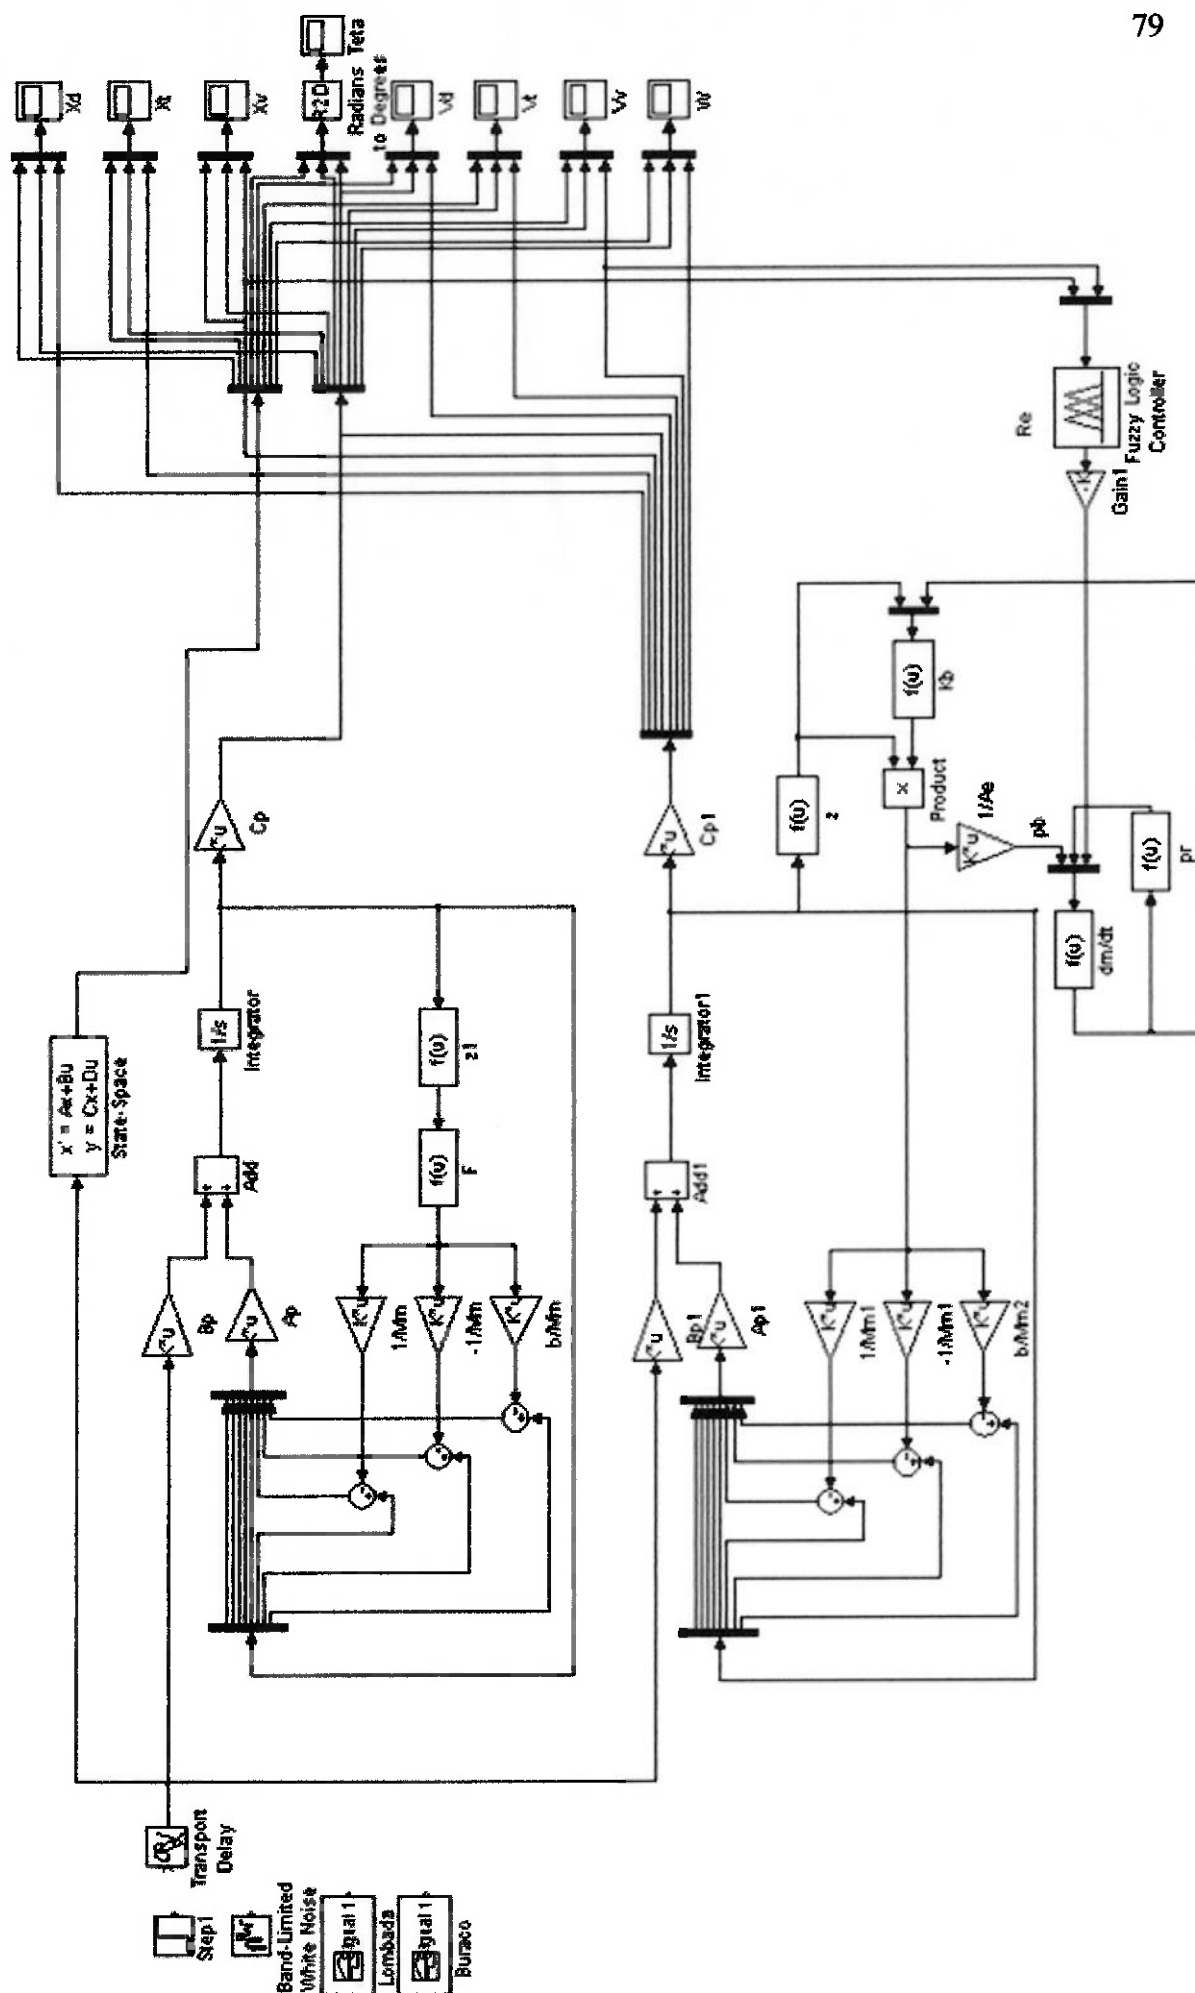 79
Xd
Xt
Xv
R2D
Teta
Radians
to Degrees
Vd
Vt
Vv
W
Re
Fuzzy Logic
Controller
Gain1
-K
x' = Ax+Bu
y = Cx+Du
State-Space
Cp
1/s
Integrator
Add
K*u
Bp
K*u
Ap
f(u)
z1
f(u)
F
K*u
1/Mm
K*u
-1/Mm
K*u
b/Mm
Cp1
1/s
Integrator1
Add1
K*u
Bp1
K*u
Ap1
K*u
1/Mm1
K*u
-1/Mm1
K*u
b/Mm2
f(u)
z
f(u)
Kb
x
Product
K*u
1/Ae
pb
f(u)
dm/dt
f(u)
pr
Transport
Delay
Step1
Band-Limited
White Noise
Lombada
Buraco